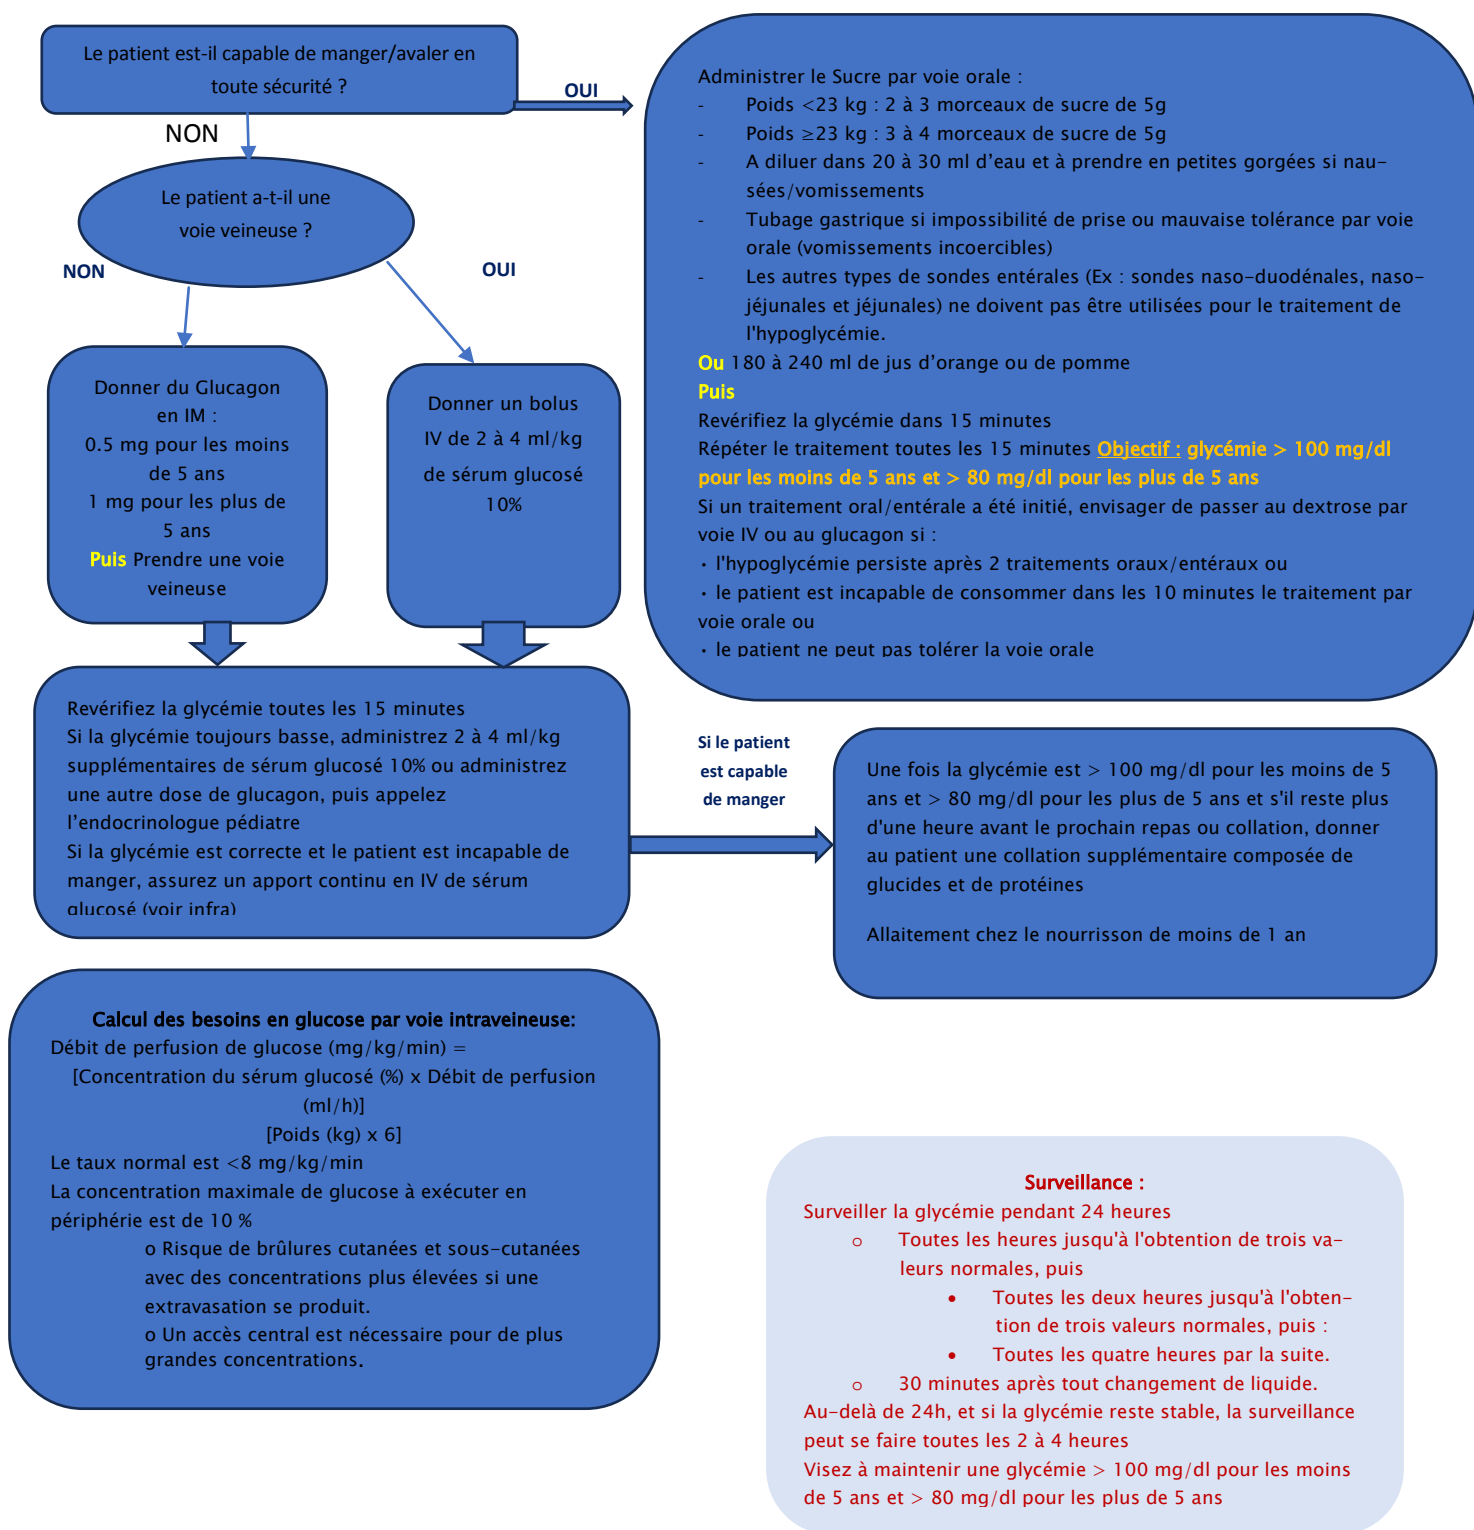 Le patient est-il capable de manger/avaler en
toute sécurité ?
OUI
NON
Le patient a-t-il une
voie veineuse ?
NON
OUI
Donner du Glucagon
en IM :
0.5 mg pour les moins
de 5 ans
1 mg pour les plus de
5 ans
Puis Prendre une voie
veineuse
Donner un bolus
IV de 2 à 4 ml/kg
de sérum glucosé
10%
Administrer le Sucre par voie orale :
- Poids <23 kg : 2 à 3 morceaux de sucre de 5g
- Poids ≥23 kg : 3 à 4 morceaux de sucre de 5g
- A diluer dans 20 à 30 ml d’eau et à prendre en petites gorgées si nau-
sées/vomissements
- Tubage gastrique si impossibilité de prise ou mauvaise tolérance par voie
orale (vomissements incoercibles)
- Les autres types de sondes entérales (Ex : sondes naso-duodénales, naso-
jéjunales et jéjunales) ne doivent pas être utilisées pour le traitement de
l'hypoglycémie.
Ou 180 à 240 ml de jus d’orange ou de pomme
Puis
Revérifiez la glycémie dans 15 minutes
Répéter le traitement toutes les 15 minutes Objectif : glycémie > 100 mg/dl
pour les moins de 5 ans et > 80 mg/dl pour les plus de 5 ans
Si un traitement oral/entérale a été initié, envisager de passer au dextrose par
voie IV ou au glucagon si :
• l'hypoglycémie persiste après 2 traitements oraux/entéraux ou
• le patient est incapable de consommer dans les 10 minutes le traitement par
voie orale ou
• le patient ne peut pas tolérer la voie orale
Revérifiez la glycémie toutes les 15 minutes
Si la glycémie toujours basse, administrez 2 à 4 ml/kg
supplémentaires de sérum glucosé 10% ou administrez
une autre dose de glucagon, puis appelez
l’endocrinologue pédiatre
Si la glycémie est correcte et le patient est incapable de
manger, assurez un apport continu en IV de sérum
glucosé (voir infra)
Si le patient
est capable
de manger
Une fois la glycémie est > 100 mg/dl pour les moins de 5
ans et > 80 mg/dl pour les plus de 5 ans et s'il reste plus
d'une heure avant le prochain repas ou collation, donner
au patient une collation supplémentaire composée de
glucides et de protéines
Allaitement chez le nourrisson de moins de 1 an
Calcul des besoins en glucose par voie intraveineuse:
Débit de perfusion de glucose (mg/kg/min) =
[Concentration du sérum glucosé (%) x Débit de perfusion
(ml/h)]
[Poids (kg) x 6]
Le taux normal est <8 mg/kg/min
La concentration maximale de glucose à exécuter en
périphérie est de 10 %
o Risque de brûlures cutanées et sous-cutanées
avec des concentrations plus élevées si une
extravasation se produit.
o Un accès central est nécessaire pour de plus
grandes concentrations.
Surveillance :
Surveiller la glycémie pendant 24 heures
o Toutes les heures jusqu'à l'obtention de trois va-
leurs normales, puis
• Toutes les deux heures jusqu'à l'obten-
tion de trois valeurs normales, puis :
• Toutes les quatre heures par la suite.
o 30 minutes après tout changement de liquide.
Au-delà de 24h, et si la glycémie reste stable, la surveillance
peut se faire toutes les 2 à 4 heures
Visez à maintenir une glycémie > 100 mg/dl pour les moins
de 5 ans et > 80 mg/dl pour les plus de 5 ans